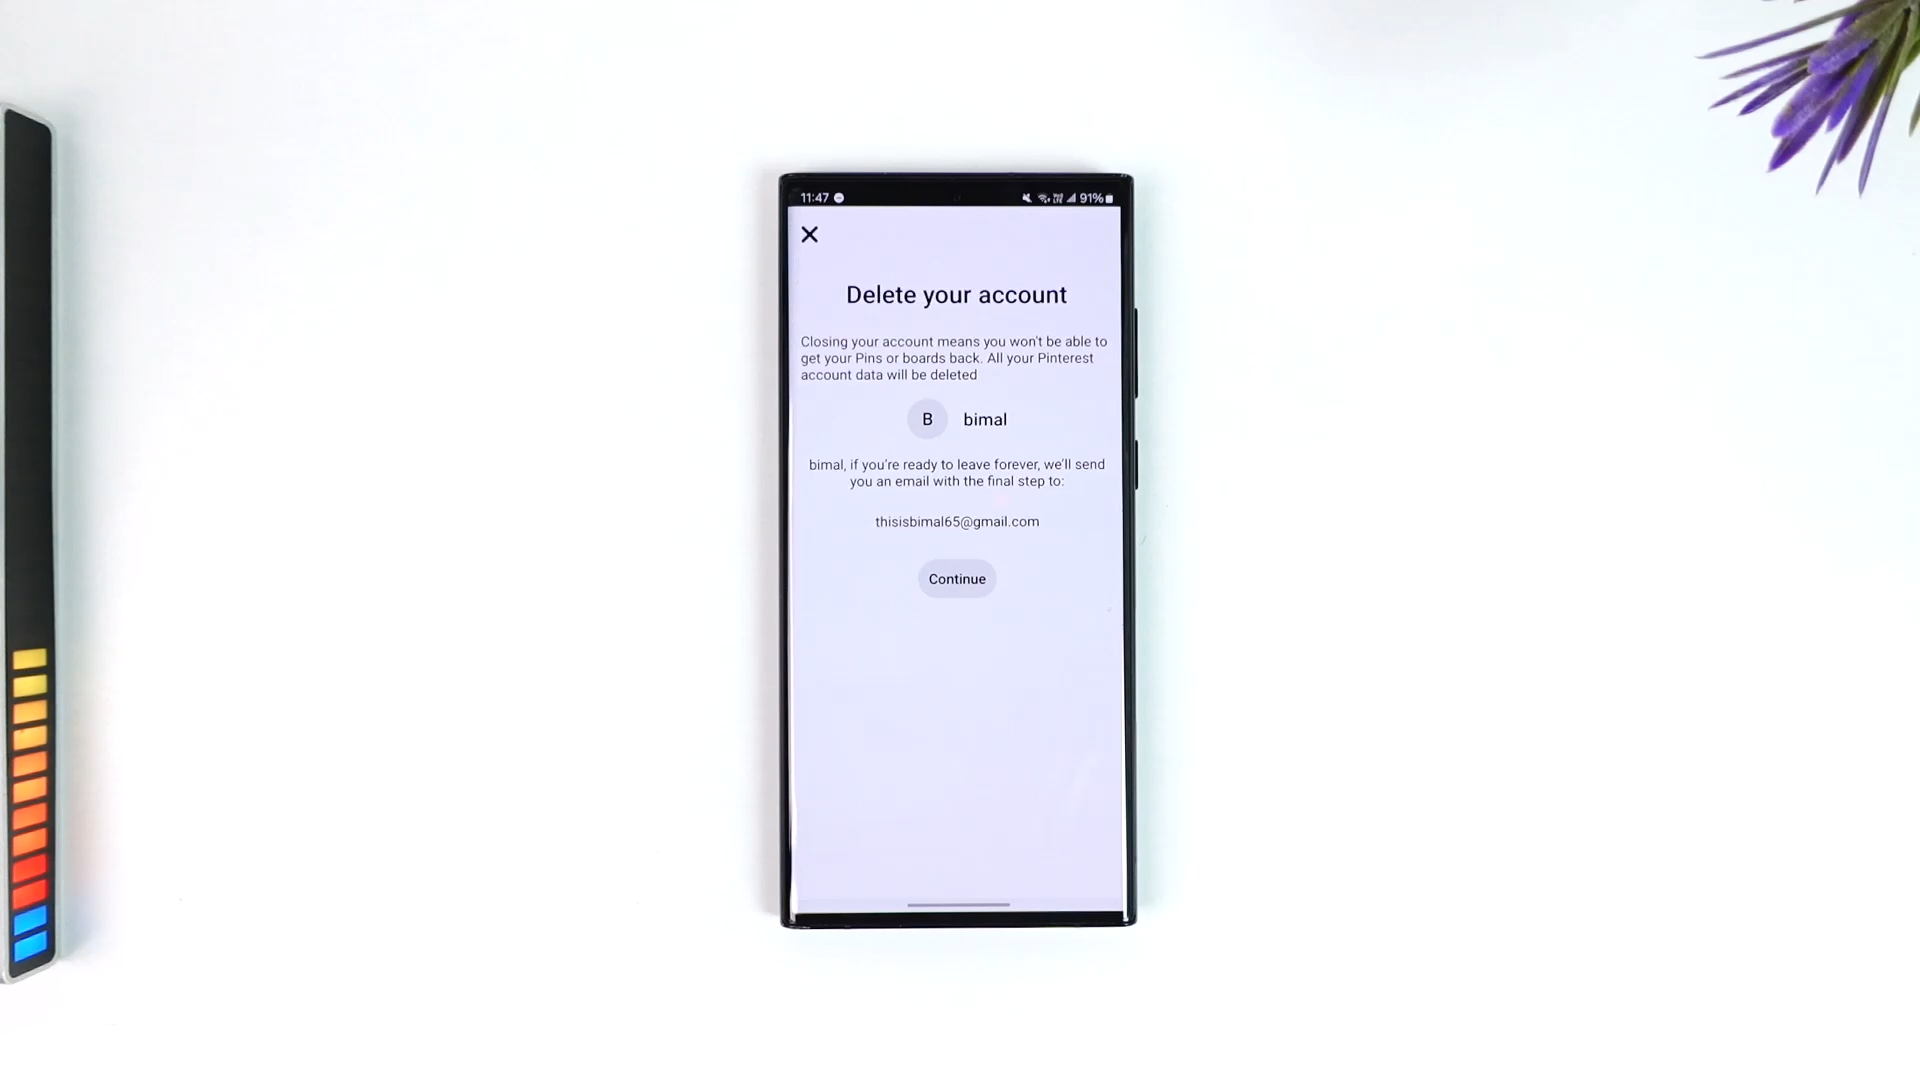 11:47
91%
Delete your account
Closing your account means you won't be able to
get your Pins or boards back. All your Pinterest
account data will be deleted
B bimal
bimal, if you're ready to leave forever, we'll send
you an email with the final step to:
thisisbimal65@gmail.com
Continue